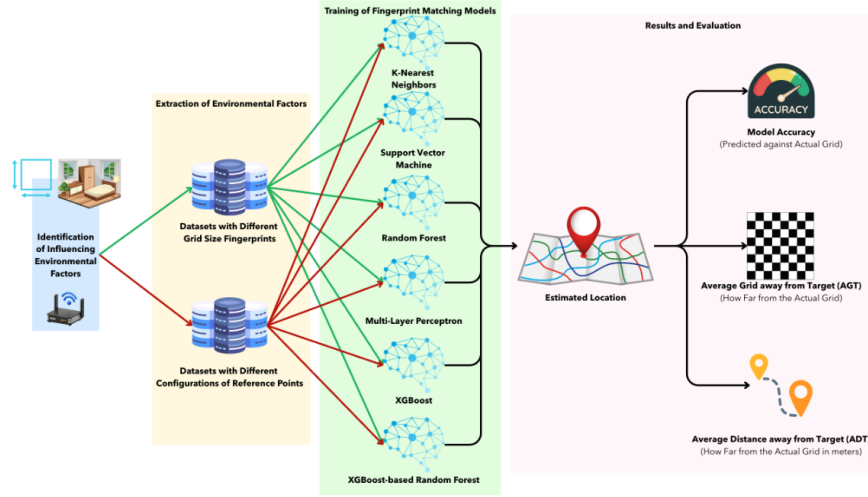 Training of Fingerprint Matching Models
Results and Evaluation
K-Nearest
Neighbors
Extraction of Environmental Factors
ACCURACY
Model Accuracy
(Predicted against Actual Grid)
Support Vector
Machine
Identification
of Influencing
Environmental
Factors
Datasets with Different
Grid Size Fingerprints
Random Forest
Estimated Location
Average Grid away from Target (AGT)
(How Far from the Actual Grid)
Multi-Layer Perceptron
Datasets with Different
Configurations of Reference Points
XGBoost
Average Distance away from Target (ADT)
(How Far from the Actual Grid in meters)
XGBoost-based Random Forest